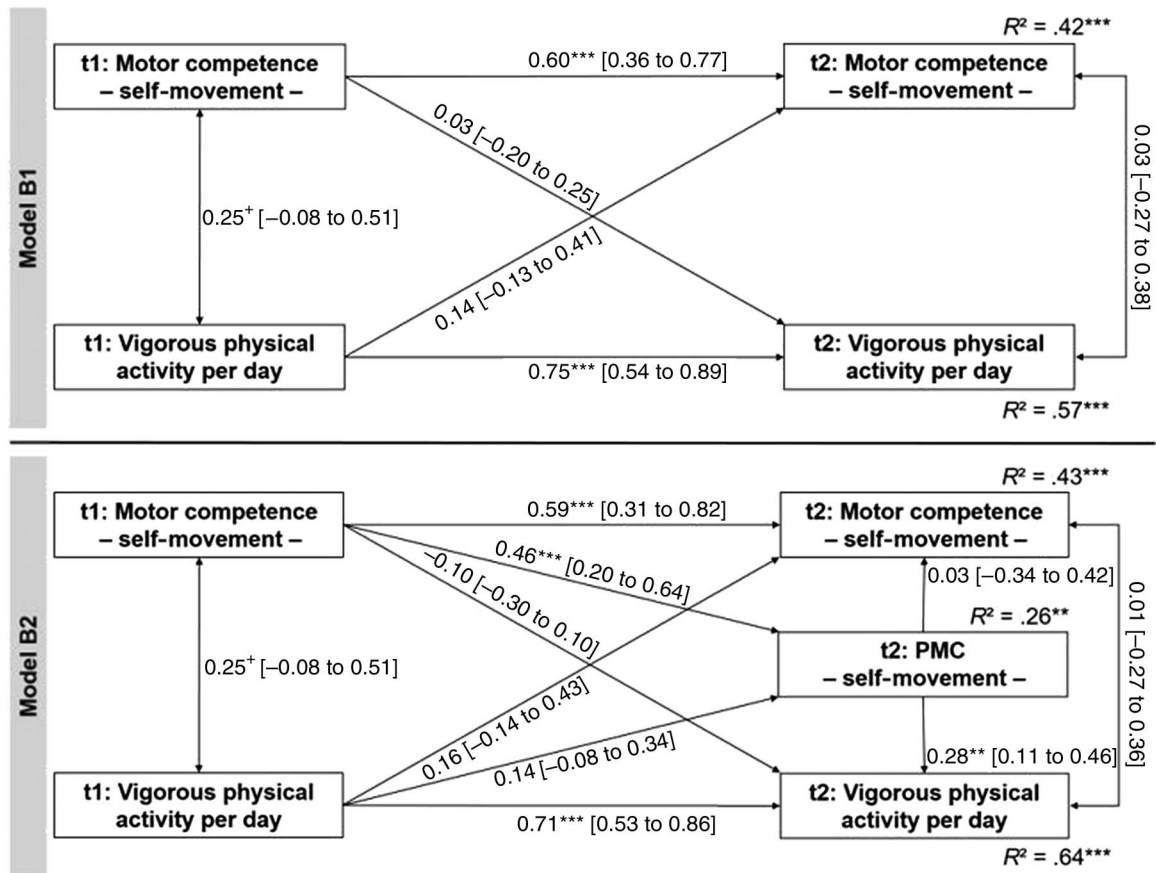 Model B1
R² = .42***
t1: Motor competence
– self-movement –
0.60*** [0.36 to 0.77]
t2: Motor competence
– self-movement –
0.03 [–0.20 to 0.25]
0.25+ [–0.08 to 0.51]
0.14 [–0.13 to 0.41]
0.03 [–0.27 to 0.38]
t1: Vigorous physical
activity per day
0.75*** [0.54 to 0.89]
t2: Vigorous physical
activity per day
R² = .57***
Model B2
R² = .43***
t1: Motor competence
– self-movement –
0.59*** [0.31 to 0.82]
t2: Motor competence
– self-movement –
0.46*** [0.20 to 0.64]
–0.10 [–0.30 to 0.10]
0.03 [–0.34 to 0.42]
R² = .26**
t2: PMC
– self-movement –
0.25+ [–0.08 to 0.51]
0.01 [–0.27 to 0.36]
0.16 [–0.14 to 0.43]
0.14 [–0.08 to 0.34]
0.28** [0.11 to 0.46]
t1: Vigorous physical
activity per day
0.71*** [0.53 to 0.86]
t2: Vigorous physical
activity per day
R² = .64***